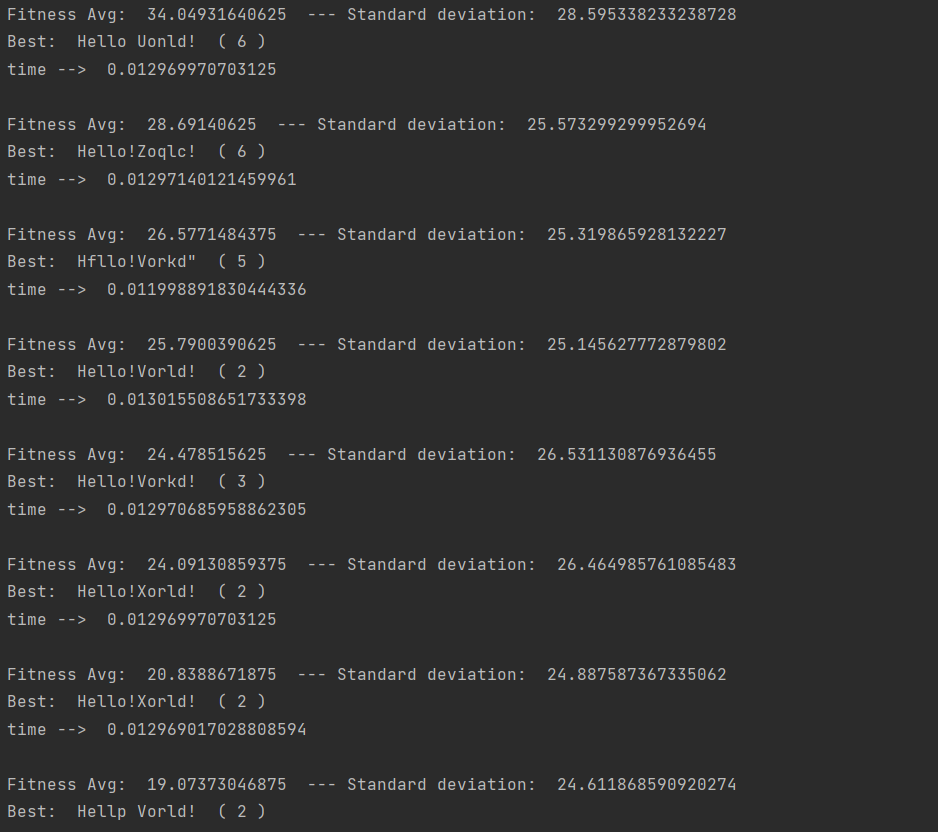 Fitness Avg:  34.04931640625  --- Standard deviation:  28.595338233238728
Best:  Hello Uonld!  ( 6 )
time -->  0.012969970703125
Fitness Avg:  28.69140625  --- Standard deviation:  25.573299299952694
Best:  Hello!Zoqlc!  ( 6 )
time -->  0.01297140121459961
Fitness Avg:  26.5771484375  --- Standard deviation:  25.319865928132227
Best:  Hfllo!Vorkd"  ( 5 )
time -->  0.011998891830444336
Fitness Avg:  25.7900390625  --- Standard deviation:  25.145627772879802
Best:  Hello!Vorld!  ( 2 )
time -->  0.013015508651733398
Fitness Avg:  24.478515625  --- Standard deviation:  26.531130876936455
Best:  Hello!Vorkd!  ( 3 )
time -->  0.012970685958862305
Fitness Avg:  24.09130859375  --- Standard deviation:  26.464985761085483
Best:  Hello!Xorld!  ( 2 )
time -->  0.012969970703125
Fitness Avg:  20.8388671875  --- Standard deviation:  24.887587367335062
Best:  Hello!Xorld!  ( 2 )
time -->  0.012969017028808594
Fitness Avg:  19.07373046875  --- Standard deviation:  24.611868590920274
Best:  Hellp Vorld!  ( 2 )